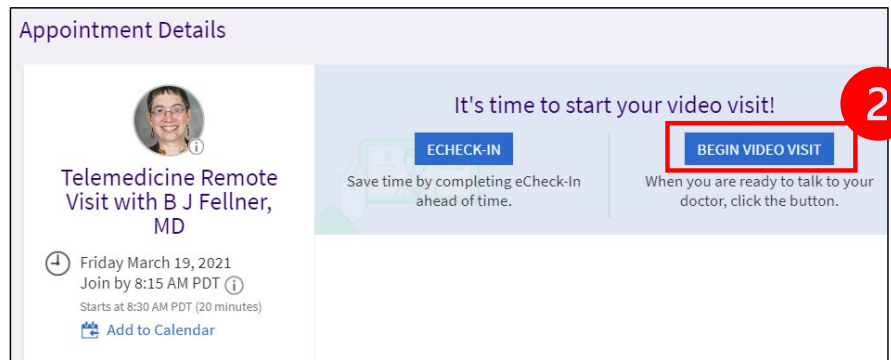 Appointment Details
It's time to start your video visit!
2
ECHECK-IN
BEGIN VIDEO VISIT
Save time by completing eCheck-In
ahead of time.
When you are ready to talk to your
doctor, click the button.
Telemedicine Remote
Visit with B J Fellner,
MD
Friday March 19, 2021
Join by 8:15 AM PDT
Starts at 8:30 AM PDT (20 minutes)
Add to Calendar